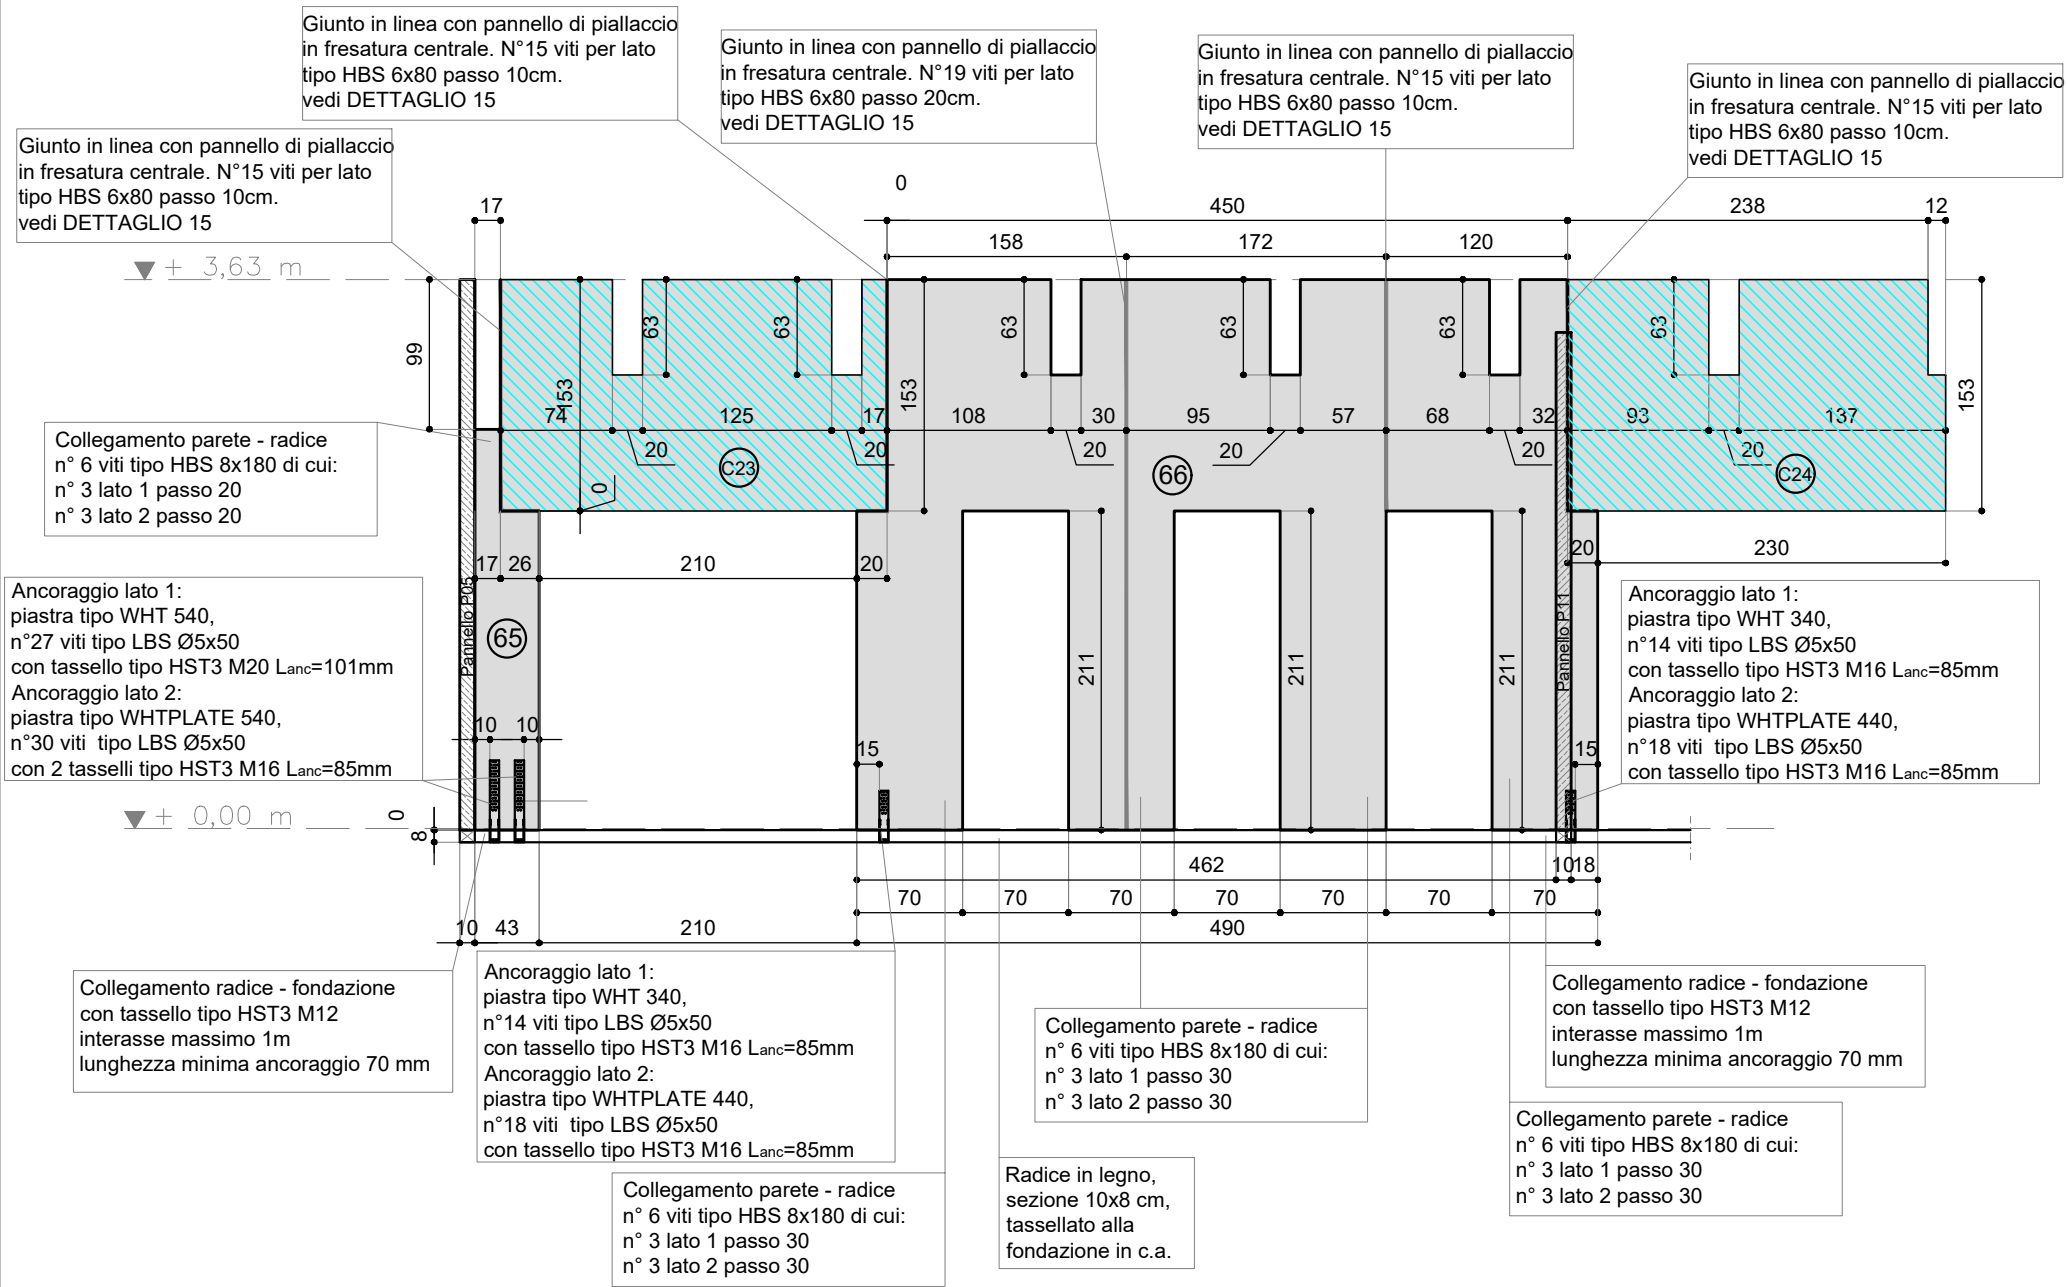 Giunto in linea con pannello di piallaccio
in fresatura centrale. N°15 viti per lato
tipo HBS 6x80 passo 10cm.
vedi DETTAGLIO 15
Giunto in linea con pannello di piallaccio
in fresatura centrale. N°19 viti per lato
tipo HBS 6x80 passo 20cm.
vedi DETTAGLIO 15
Giunto in linea con pannello di piallaccio
in fresatura centrale. N°15 viti per lato
tipo HBS 6x80 passo 10cm.
vedi DETTAGLIO 15
Giunto in linea con pannello di piallaccio
in fresatura centrale. N°15 viti per lato
tipo HBS 6x80 passo 10cm.
vedi DETTAGLIO 15
Giunto in linea con pannello di piallaccio
in fresatura centrale. N°15 viti per lato
tipo HBS 6x80 passo 10cm.
vedi DETTAGLIO 15
0
17 450 238 12
158 172 120
+ 3,63 m
99 63 63 63 63 63 63
153 153 153
74 125 17 108 30 95 57 68 32 93 137
20 20 20 20 20 20
0
C23 66 C24
Collegamento parete - radice
n° 6 viti tipo HBS 8x180 di cui:
n° 3 lato 1 passo 20
n° 3 lato 2 passo 20
17 26 210 20 20 230
Pannello P05
65
211 211 211
Pannello P11
Ancoraggio lato 1:
piastra tipo WHT 540,
n°27 viti tipo LBS Ø5x50
con tassello tipo HST3 M20 Lanc=101mm
Ancoraggio lato 2:
piastra tipo WHTPLATE 540,
n°30 viti tipo LBS Ø5x50
con 2 tasselli tipo HST3 M16 Lanc=85mm
Ancoraggio lato 1:
piastra tipo WHT 340,
n°14 viti tipo LBS Ø5x50
con tassello tipo HST3 M16 Lanc=85mm
Ancoraggio lato 2:
piastra tipo WHTPLATE 440,
n°18 viti tipo LBS Ø5x50
con tassello tipo HST3 M16 Lanc=85mm
10 10 15 15
+ 0,00 m
0
8
462 10 18
70 70 70 70 70 70 70
10 43 210 490
Collegamento radice - fondazione
con tassello tipo HST3 M12
interasse massimo 1m
lunghezza minima ancoraggio 70 mm
Ancoraggio lato 1:
piastra tipo WHT 340,
n°14 viti tipo LBS Ø5x50
con tassello tipo HST3 M16 Lanc=85mm
Ancoraggio lato 2:
piastra tipo WHTPLATE 440,
n°18 viti tipo LBS Ø5x50
con tassello tipo HST3 M16 Lanc=85mm
Collegamento parete - radice
n° 6 viti tipo HBS 8x180 di cui:
n° 3 lato 1 passo 30
n° 3 lato 2 passo 30
Collegamento radice - fondazione
con tassello tipo HST3 M12
interasse massimo 1m
lunghezza minima ancoraggio 70 mm
Collegamento parete - radice
n° 6 viti tipo HBS 8x180 di cui:
n° 3 lato 1 passo 30
n° 3 lato 2 passo 30
Radice in legno,
sezione 10x8 cm,
tassellato alla
fondazione in c.a.
Collegamento parete - radice
n° 6 viti tipo HBS 8x180 di cui:
n° 3 lato 1 passo 30
n° 3 lato 2 passo 30